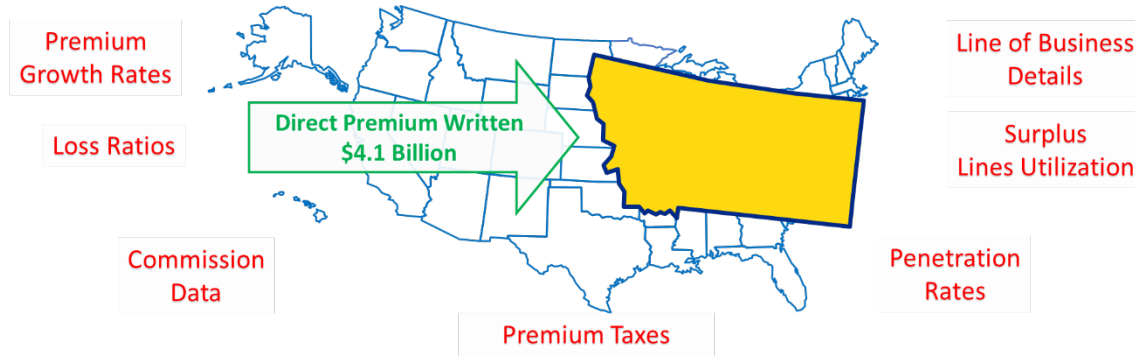 Premium
Growth Rates
Line of Business
Details
Direct Premium Written
$4.1 Billion
Loss Ratios
Surplus
Lines Utilization
Commission
Data
Penetration
Rates
Premium Taxes